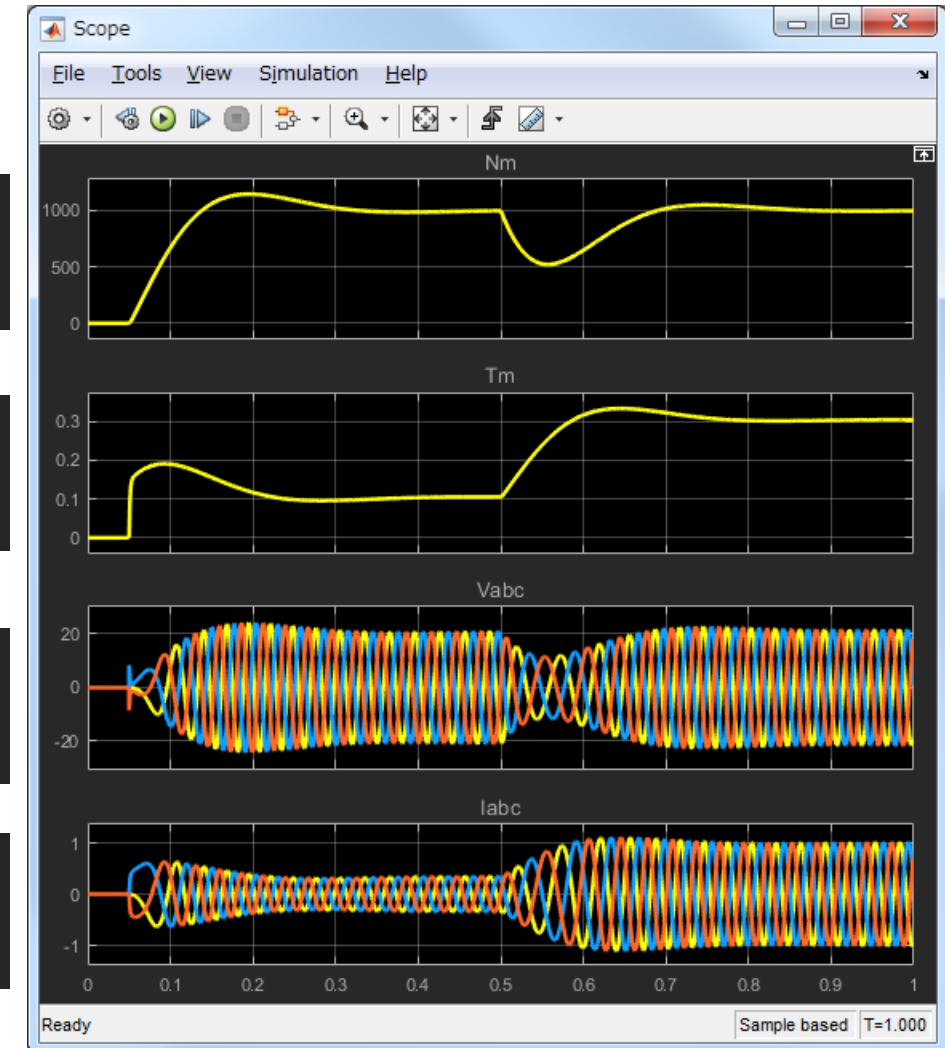 Scope
File Tools View Simulation Help
Nm
1000
500
0
Tm
0.3
0.2
0.1
0
Vabc
20
0
-20
Iabc
1
0
-1
0 0.1 0.2 0.3 0.4 0.5 0.6 0.7 0.8 0.9 1
Ready Sample based T=1.000